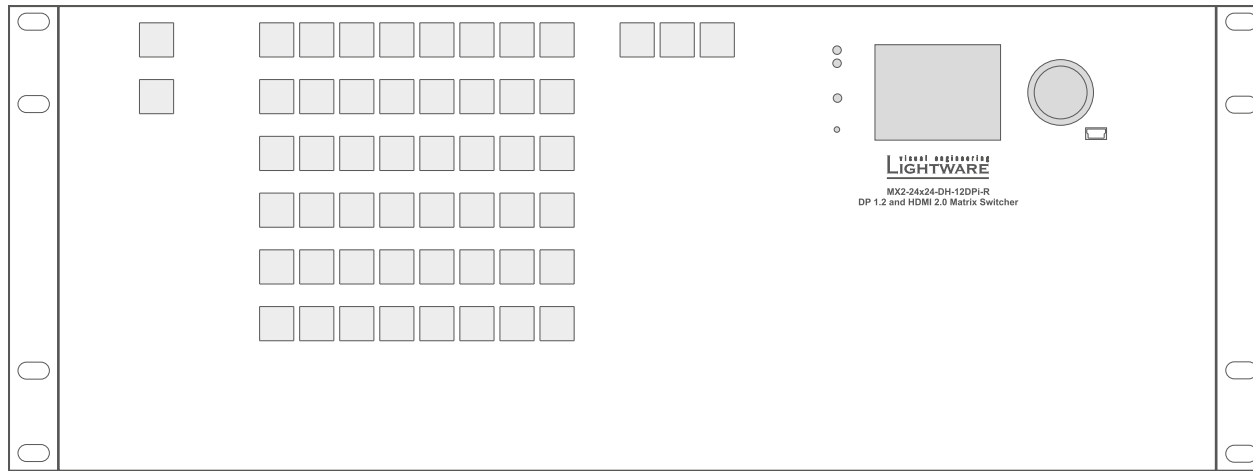 visual engineering
LIGHTWARE
MX2-24x24-DH-12DPi-R
DP 1.2 and HDMI 2.0 Matrix Switcher